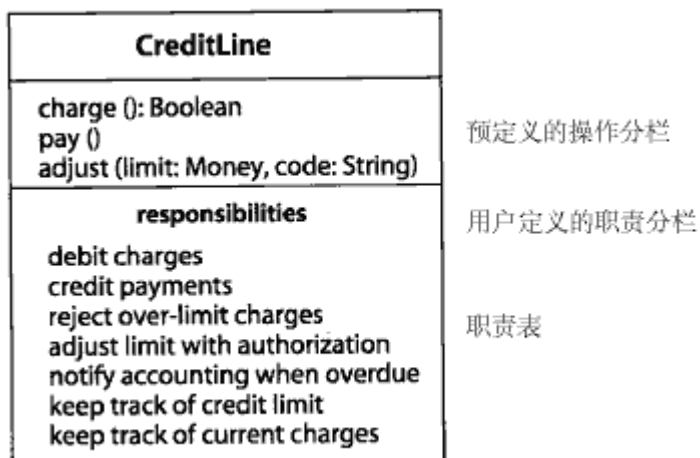 CreditLine
charge (): Boolean
pay ()
adjust (limit: Money, code: String)
预定义的操作分栏
responsibilities
用户定义的职责分栏
debit charges
credit payments
reject over-limit charges
职责表
adjust limit with authorization
notify accounting when overdue
keep track of credit limit
keep track of current charges